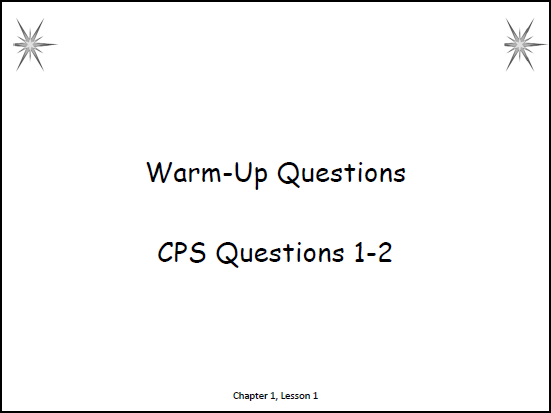 Warm-Up Questions
CPS Questions 1-2
Chapter 1, Lesson 1